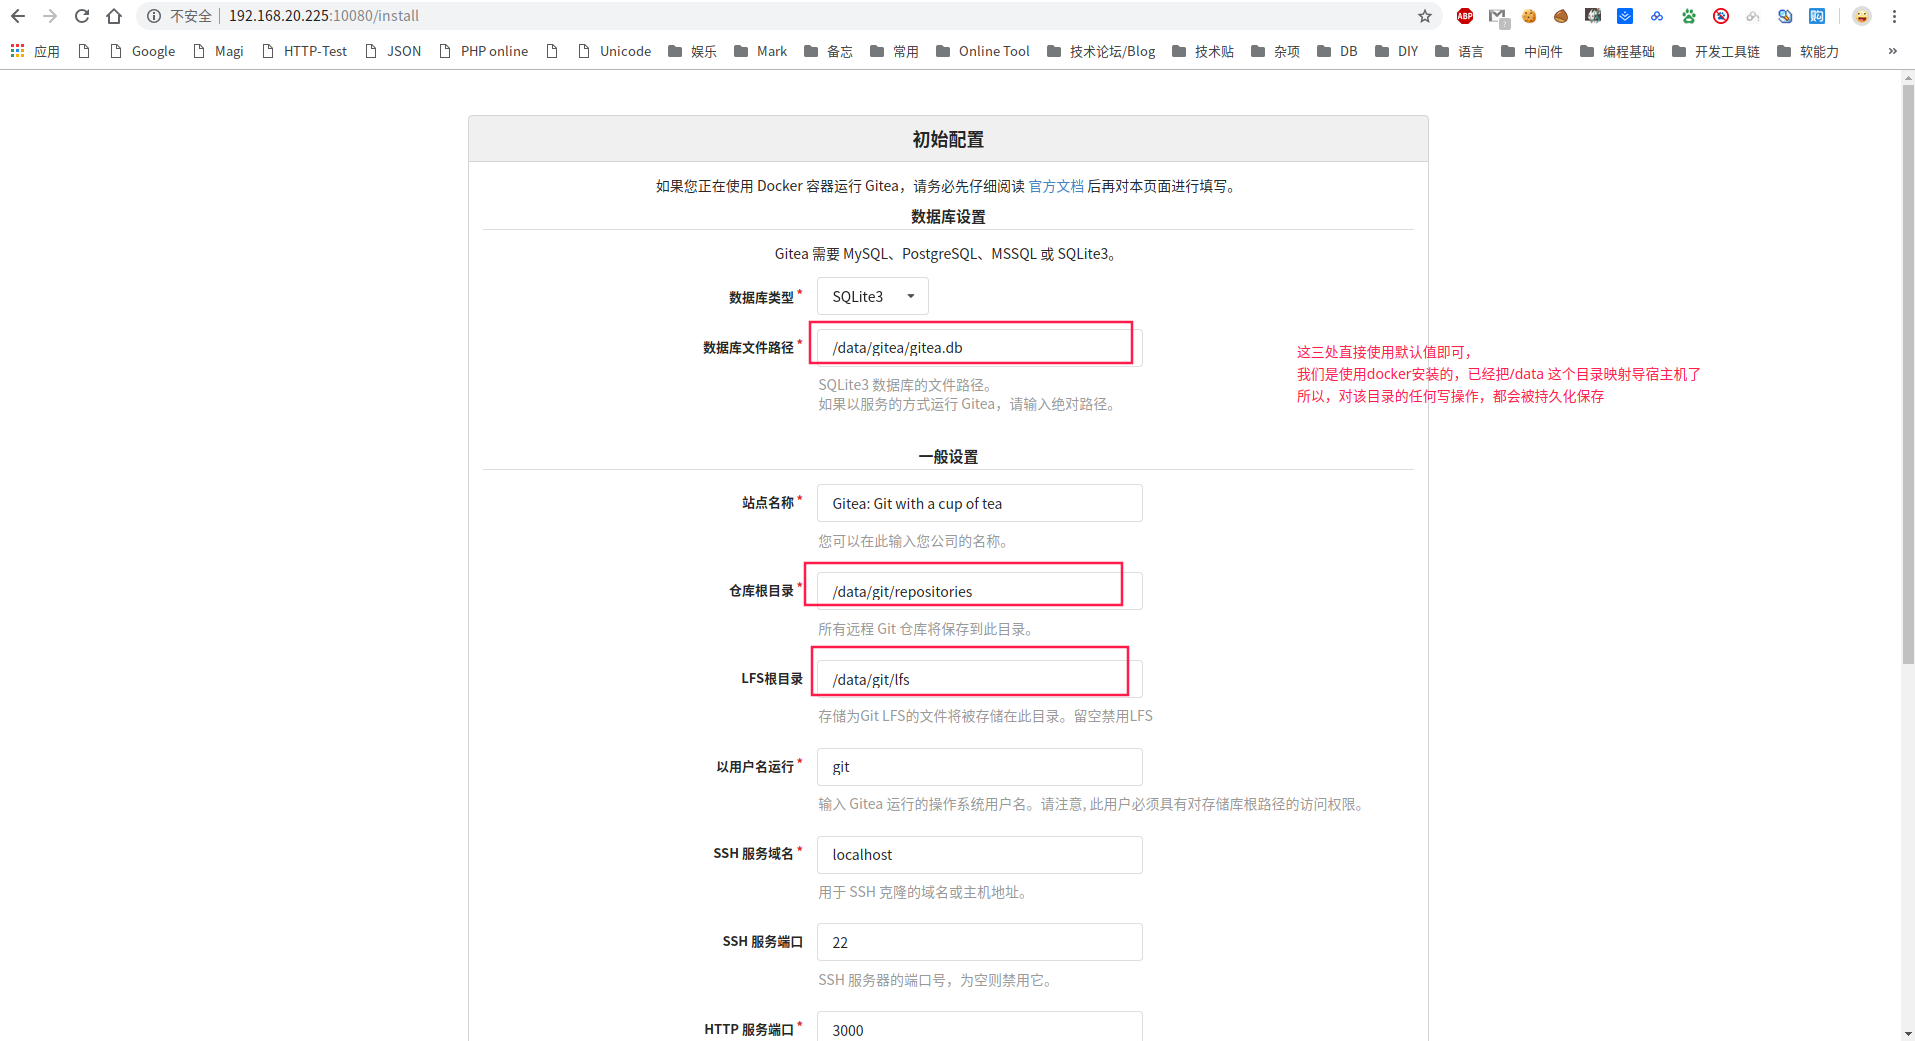 不安全 192.168.20.225:10080/install
应用 Google Magi HTTP-Test JSON PHP online Unicode 娱乐 Mark 备忘 常用 Online Tool 技术论坛/Blog 技术贴 杂项 DB DIY 语言 中间件 编程基础 开发工具链 软能力 »
初始配置
如果您正在使用 Docker 容器运行 Gitea，请务必先仔细阅读 官方文档 后再对本页面进行填写。
数据库设置
Gitea 需要 MySQL、PostgreSQL、MSSQL 或 SQLite3。
数据库类型* SQLite3
数据库文件路径* /data/gitea/gitea.db
SQLite3 数据库的文件路径。
如果以服务的方式运行 Gitea，请输入绝对路径。
这三处直接使用默认值即可，
我们是使用docker安装的，已经把/data 这个目录映射导宿主机了
所以，对该目录的任何写操作，都会被持久化保存
一般设置
站点名称* Gitea: Git with a cup of tea
您可以在此输入您公司的名称。
仓库根目录* /data/git/repositories
所有远程 Git 仓库将保存到此目录。
LFS根目录 /data/git/lfs
存储为Git LFS的文件将被存储在此目录。留空禁用LFS
以用户名运行* git
输入 Gitea 运行的操作系统用户名。请注意, 此用户必须具有对存储库根路径的访问权限。
SSH 服务域名* localhost
用于 SSH 克隆的域名或主机地址。
SSH 服务端口 22
SSH 服务器的端口号，为空则禁用它。
HTTP 服务端口* 3000